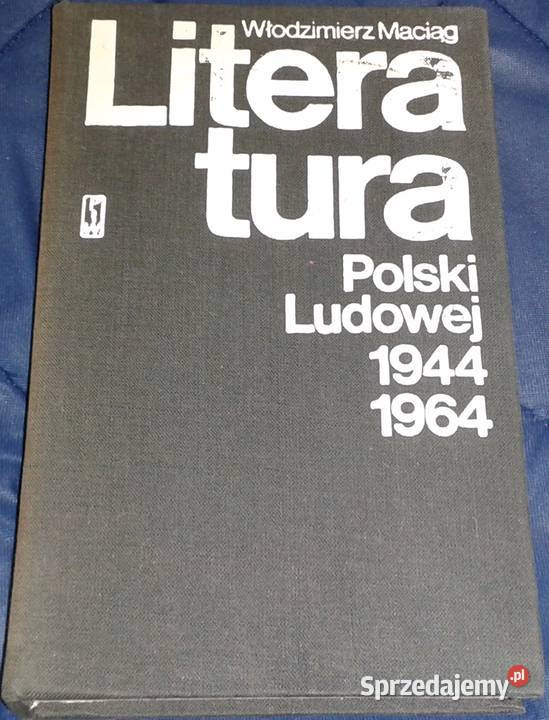 Włodzimierz Maciąg
Litera
tura
Polski
Ludowej
1944
1964
Sprzedajemy.pl